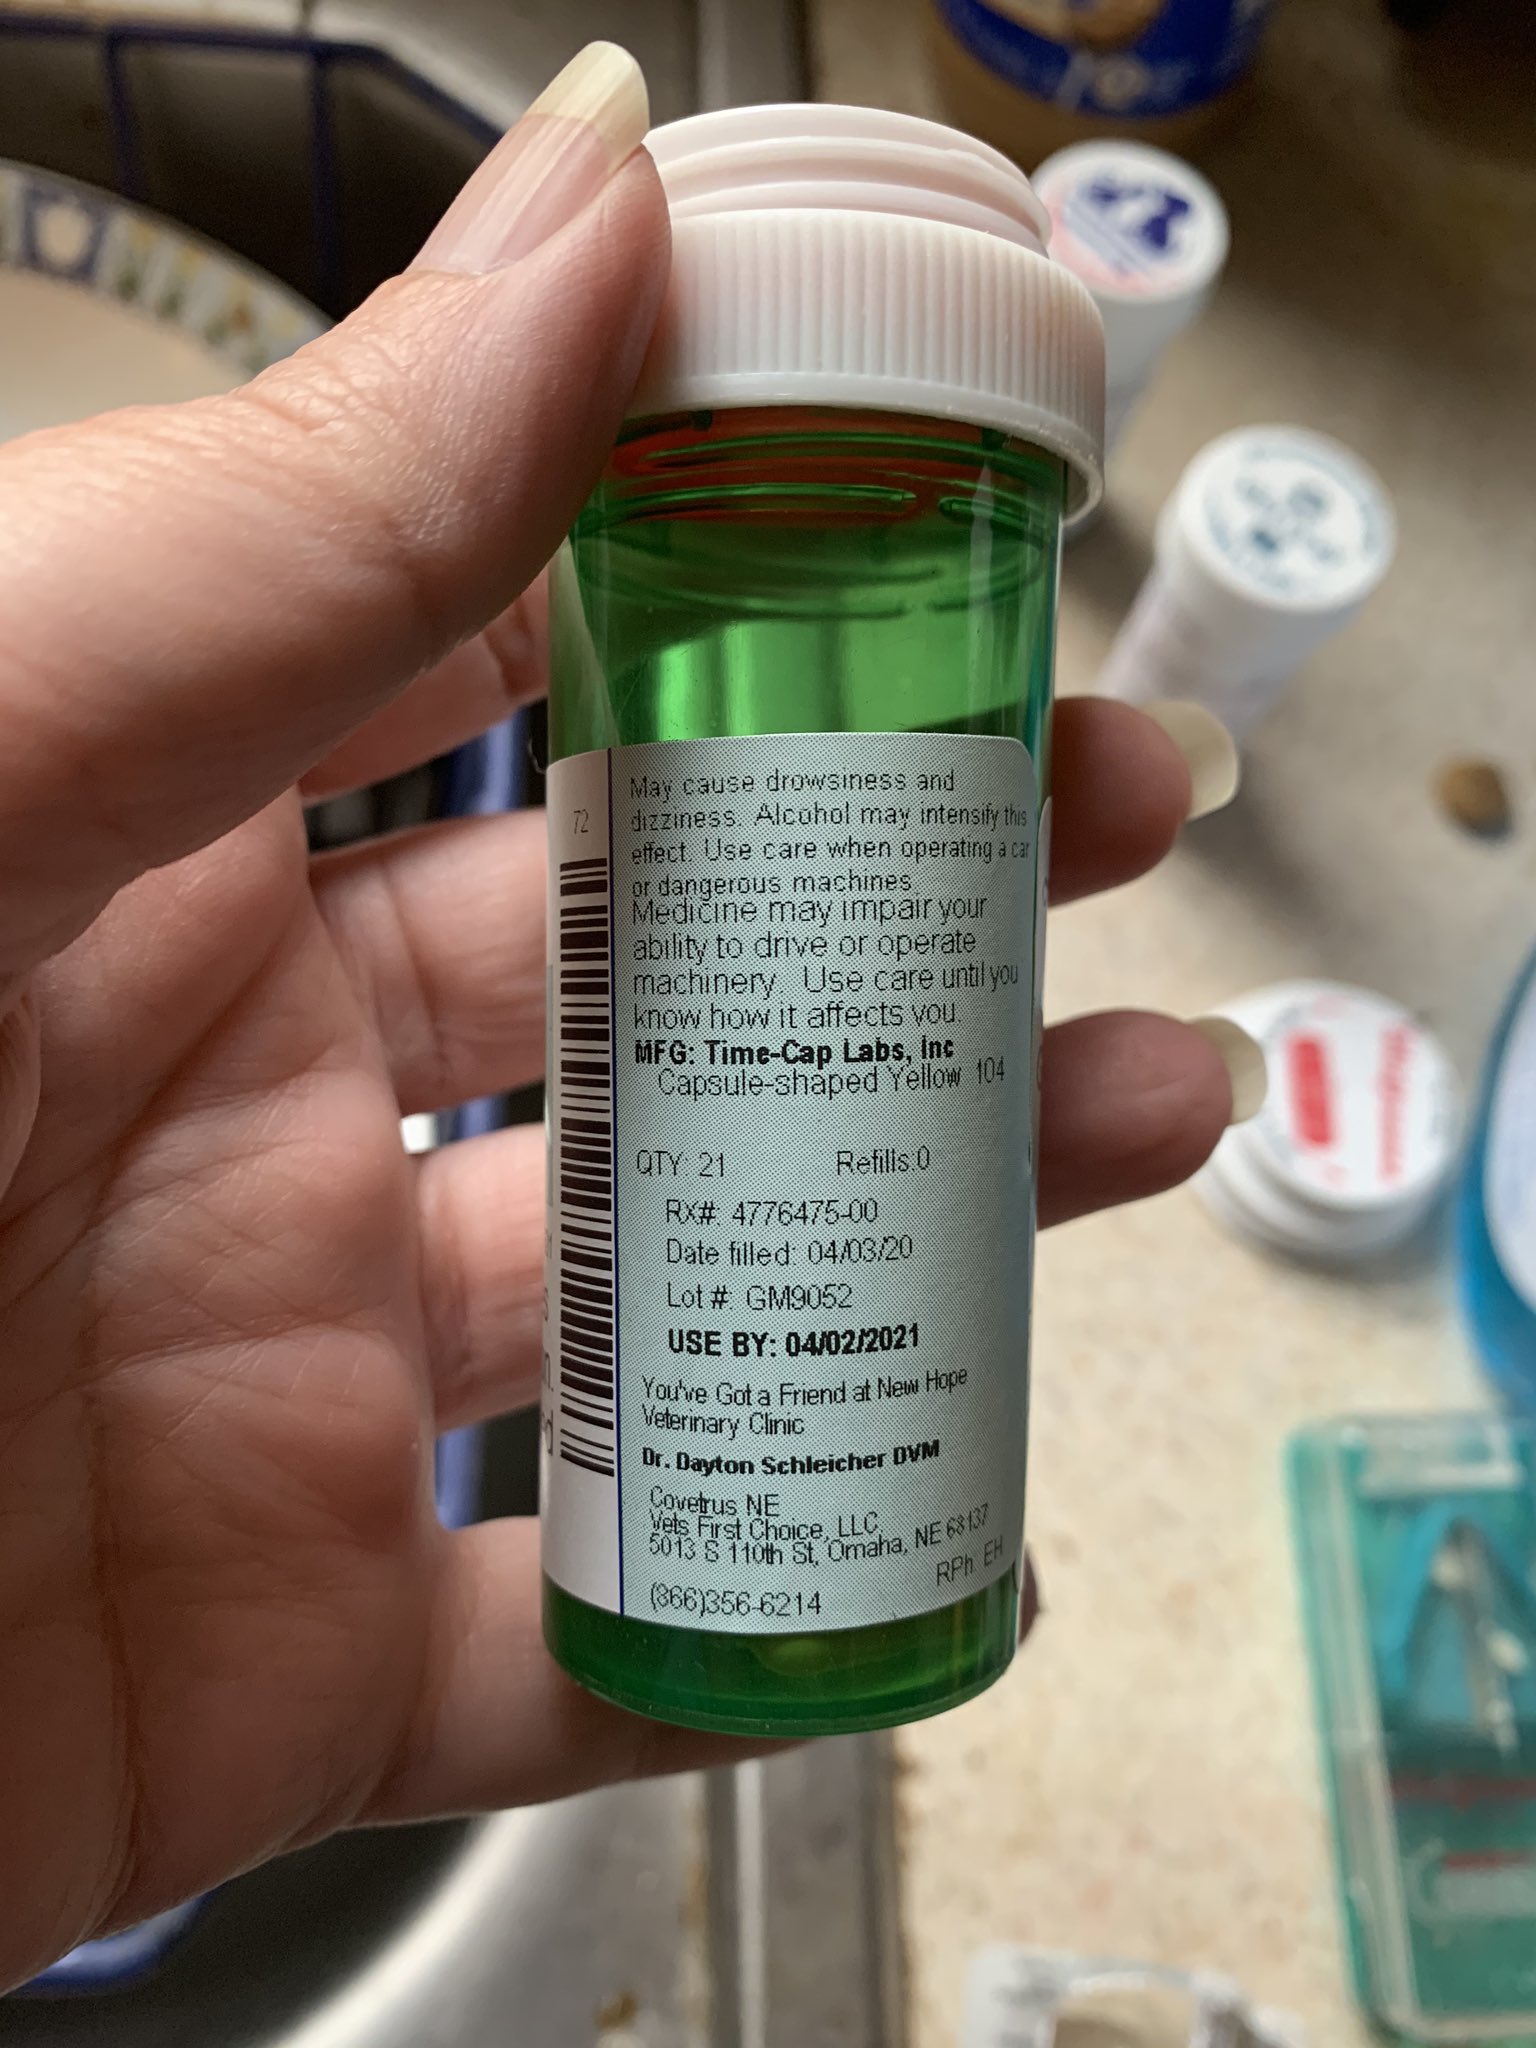 72
May cause drowsiness and
dizziness. Alcohol may intensify this
effect. Use care when operating a car
or dangerous machines.
Medicine may impair your
ability to drive or operate
machinery. Use care until you
know how it affects you.
MFG: Time-Cap Labs, Inc
Capsule-shaped Yellow 104
QTY: 21 Refills:0
Rx#: 4776475-00
Date filled: 04/03/20
Lot #: GM9052
USE BY: 04/02/2021
You've Got a Friend at New Hope
Veterinary Clinic
Dr. Dayton Schleicher DVM
Covetrus NE
Vets First Choice, LLC
5013 S 110th St, Omaha, NE 68137
RPh: EH
(866)356-6214